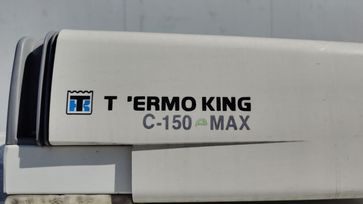 T'ERMO KING
C-150 MAX